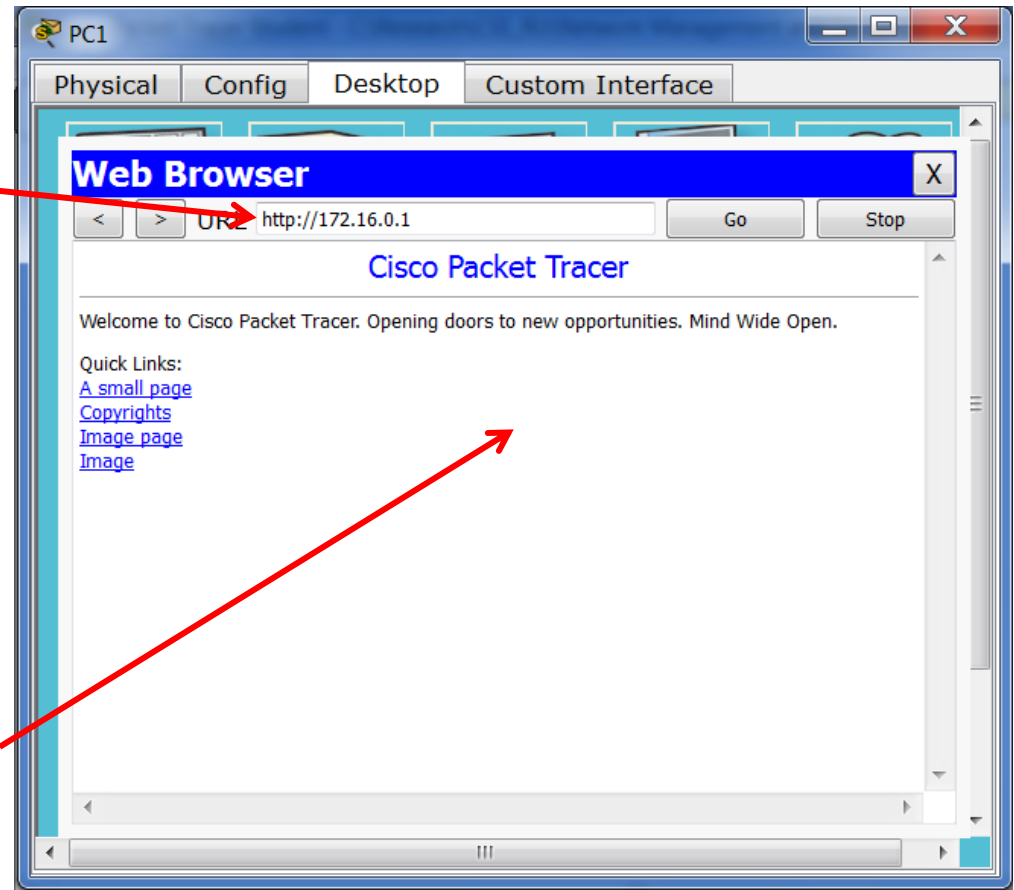 PC1
Physical Config Desktop Custom Interface
Web Browser X
< > URL http://172.16.0.1 Go Stop
Cisco Packet Tracer
Welcome to Cisco Packet Tracer. Opening doors to new opportunities. Mind Wide Open.
Quick Links:
A small page
Copyrights
Image page
Image